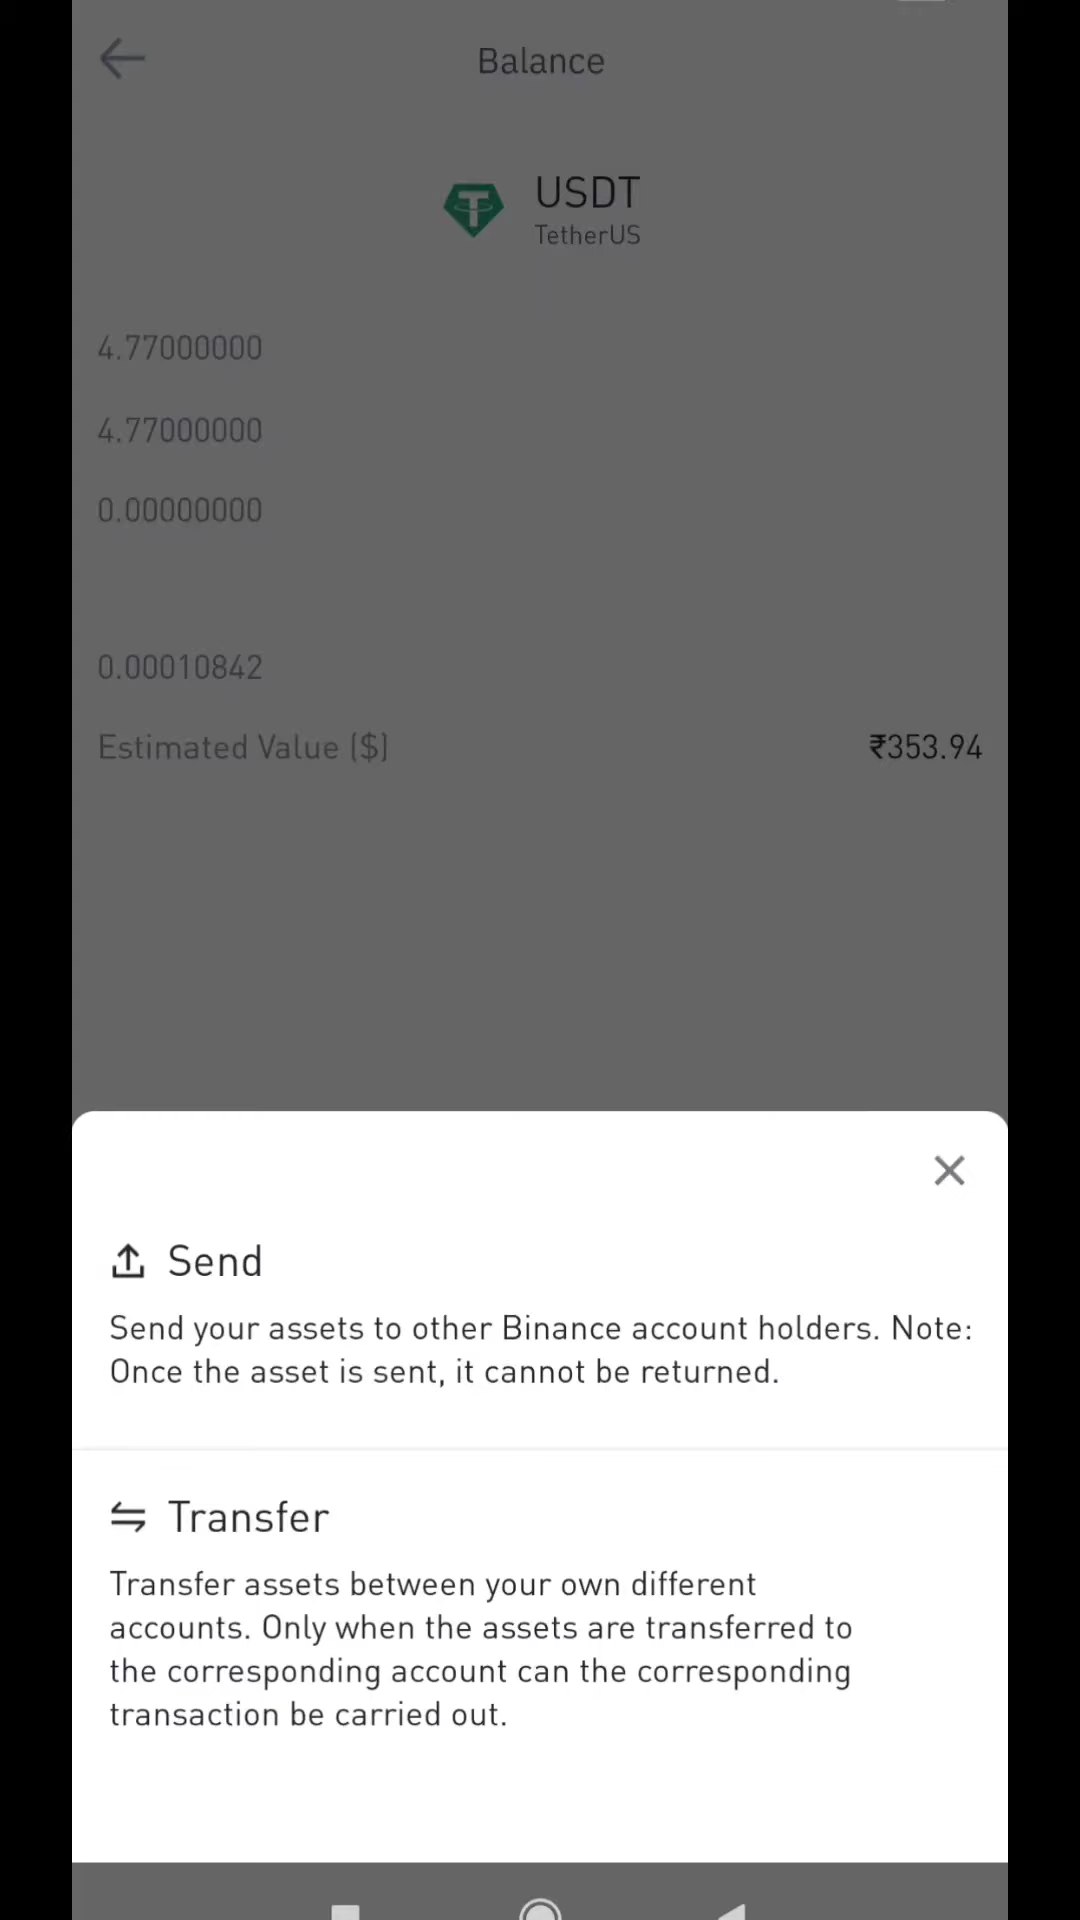 Balance
USDT
TetherUS
4.77000000
4.77000000
0.00000000
0.00010842
Estimated Value ($) ₹353.94
Send
Send your assets to other Binance account holders. Note:
Once the asset is sent, it cannot be returned.
Transfer
Transfer assets between your own different
accounts. Only when the assets are transferred to
the corresponding account can the corresponding
transaction be carried out.